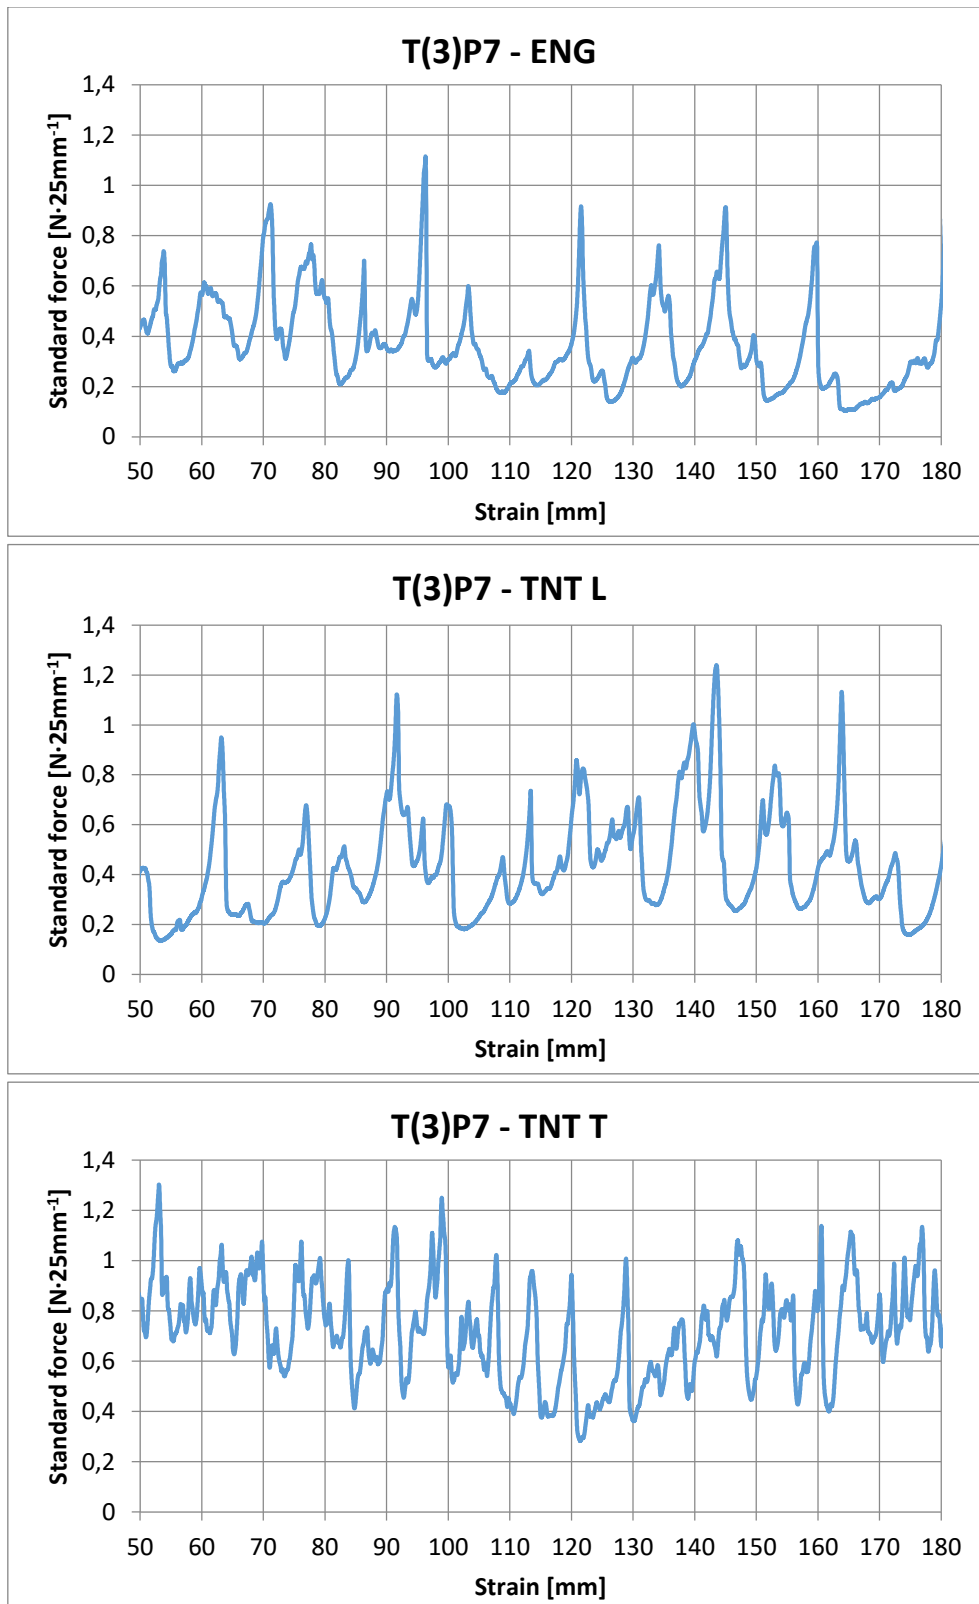 T(3)P7 - ENG
Standard force [N·25mm⁻¹]
1,4
1,2
1
0,8
0,6
0,4
0,2
0
50 60 70 80 90 100 110 120 130 140 150 160 170 180
Strain [mm]
T(3)P7 - TNT L
Standard force [N·25mm⁻¹]
1,4
1,2
1
0,8
0,6
0,4
0,2
0
50 60 70 80 90 100 110 120 130 140 150 160 170 180
Strain [mm]
T(3)P7 - TNT T
Standard force [N·25mm⁻¹]
1,4
1,2
1
0,8
0,6
0,4
0,2
0
50 60 70 80 90 100 110 120 130 140 150 160 170 180
Strain [mm]